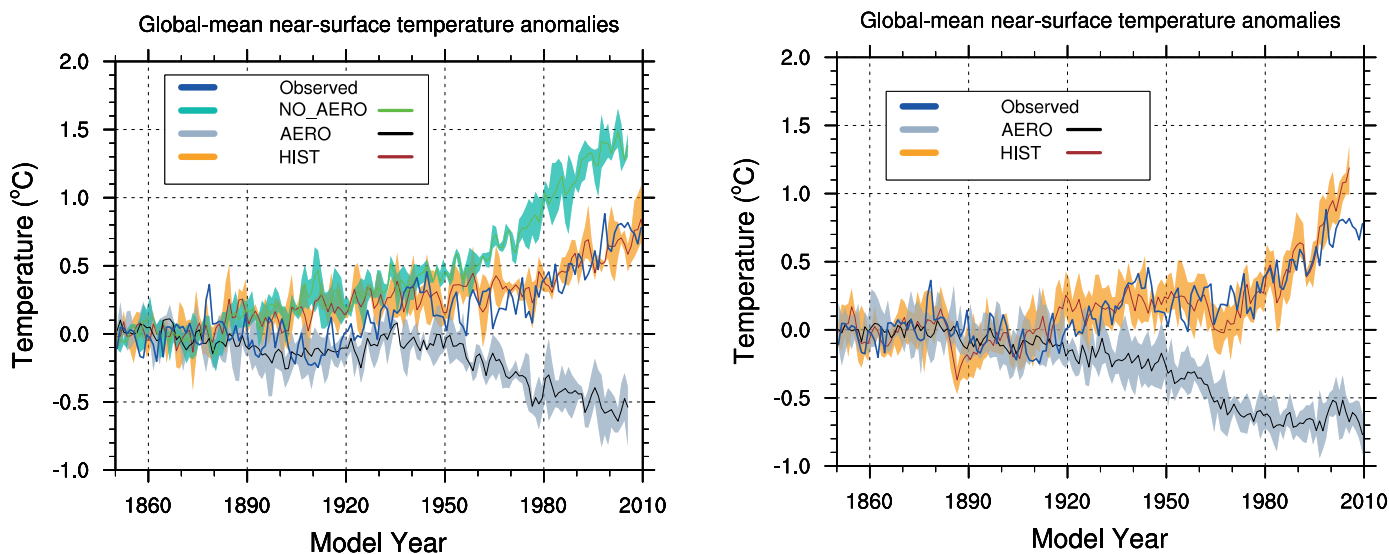 Global-mean near-surface temperature anomalies
2.0
1.5
1.0
0.5
0.0
-0.5
-1.0
Temperature (°C)
Observed
NO_AERO
AERO
HIST
1860 1890 1920 1950 1980 2010
Model Year
Global-mean near-surface temperature anomalies
2.0
1.5
1.0
0.5
0.0
-0.5
-1.0
Temperature (°C)
Observed
AERO
HIST
1860 1890 1920 1950 1980 2010
Model Year